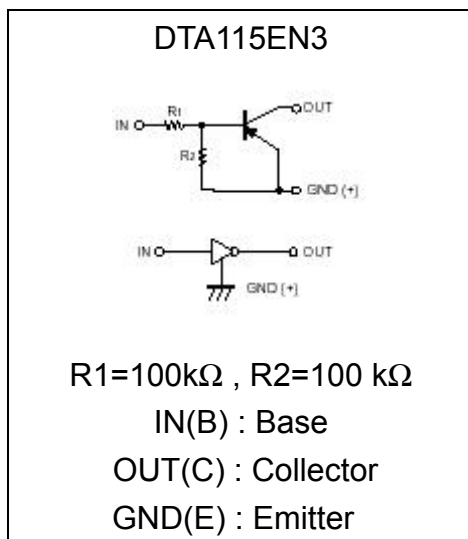 DTA115EN3
R1
OUT
IN
R2
GND (+)
IN
OUT
GND (+)
R1=100kΩ , R2=100 kΩ
IN(B) : Base
OUT(C) : Collector
GND(E) : Emitter